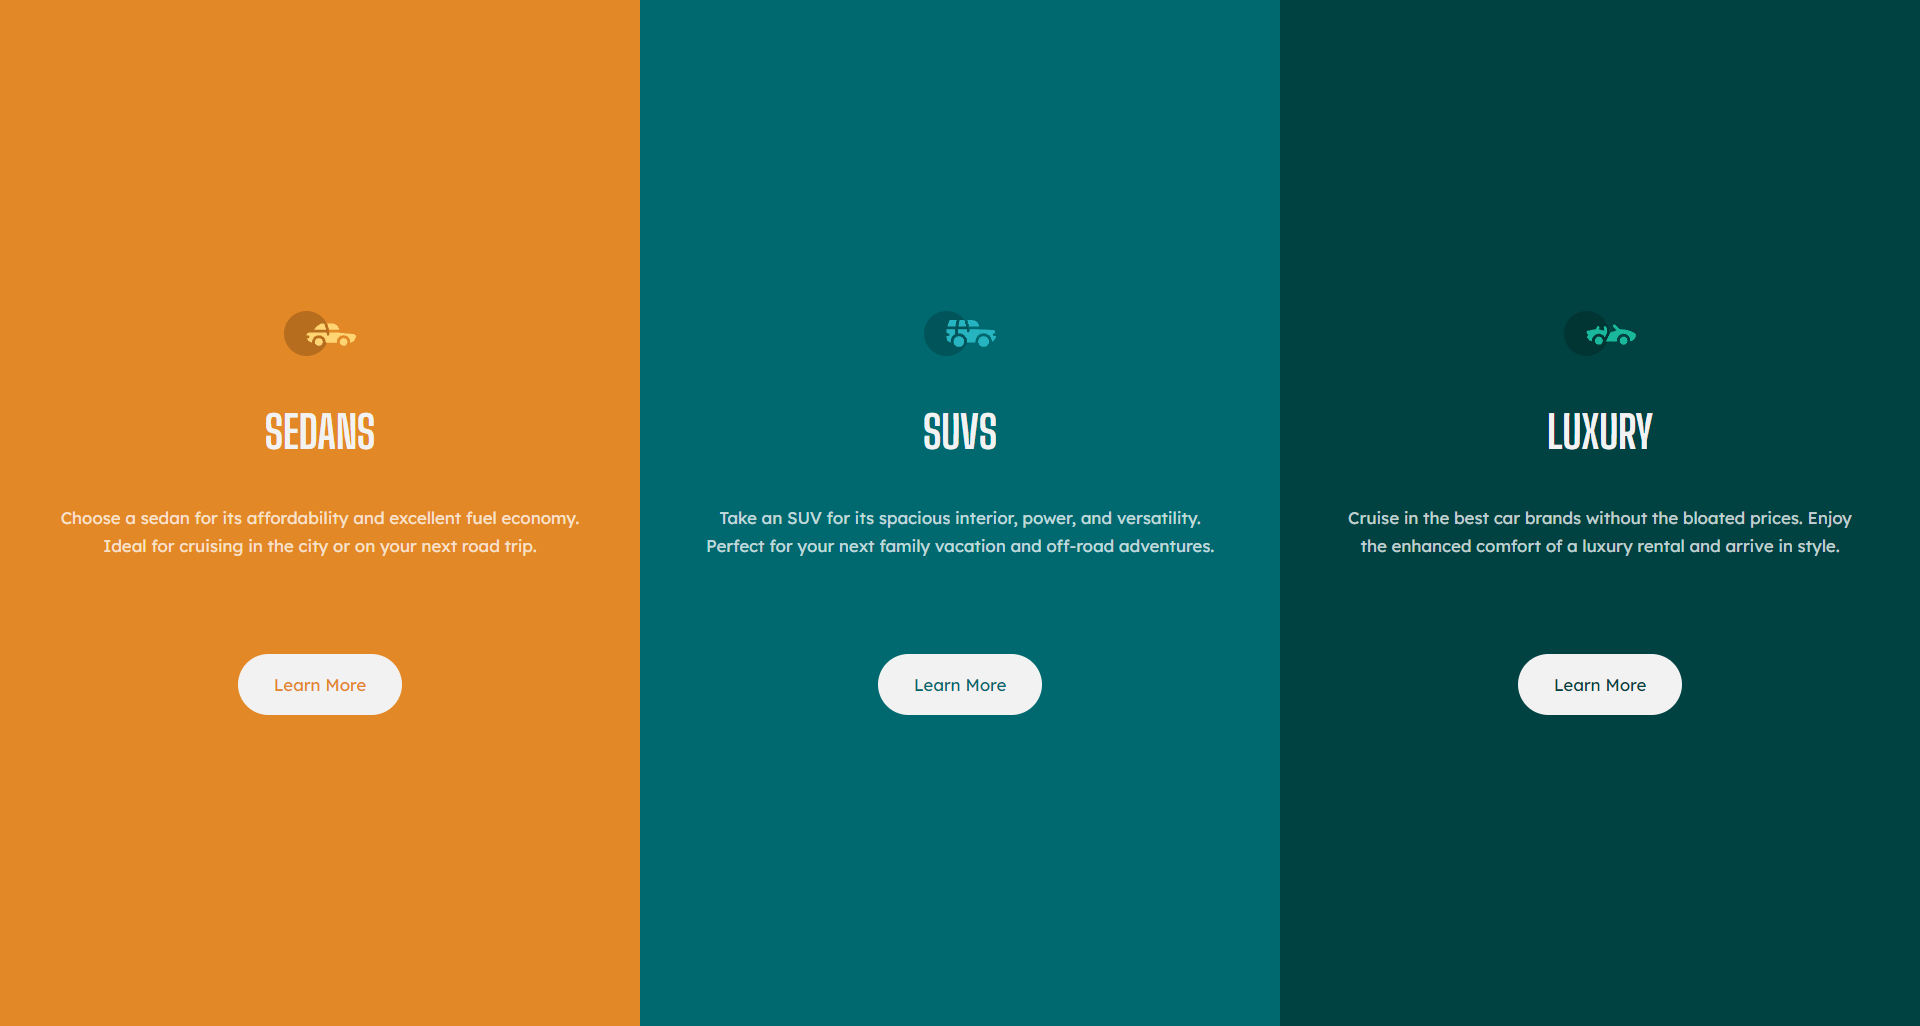 SEDANS
Choose a sedan for its affordability and excellent fuel economy.
Ideal for cruising in the city or on your next road trip.
Learn More
SUVS
Take an SUV for its spacious interior, power, and versatility.
Perfect for your next family vacation and off-road adventures.
Learn More
LUXURY
Cruise in the best car brands without the bloated prices. Enjoy
the enhanced comfort of a luxury rental and arrive in style.
Learn More